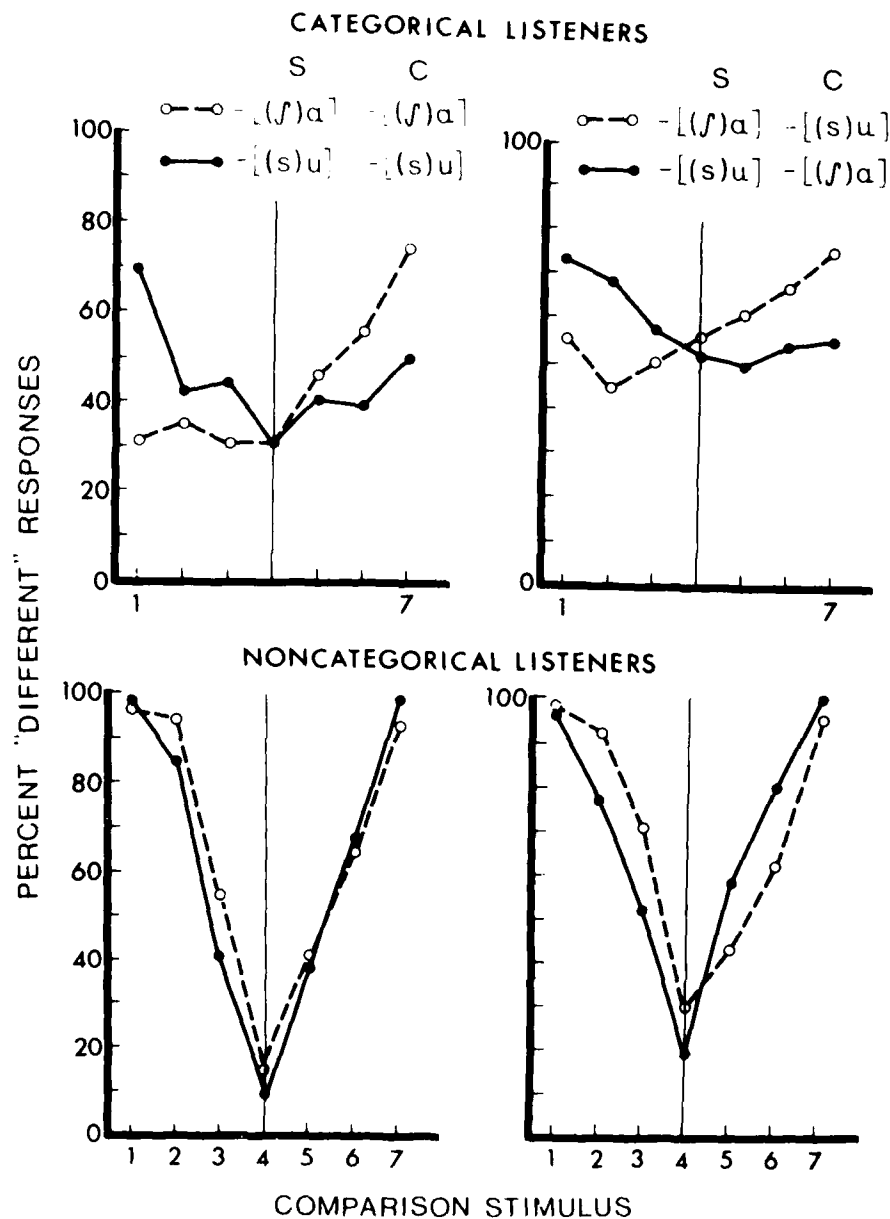 CATEGORICAL LISTENERS
S C
-[(ʃ)a] -[(ʃ)a]
-[(s)u] -[(s)u]
S C
-[(ʃ)a] -[(s)u]
-[(s)u] -[(ʃ)a]
100
80
60
40
20
0
1 7
100
0
1 7
NONCATEGORICAL LISTENERS
100
80
60
40
20
0
1 2 3 4 5 6 7
100
1 2 3 4 5 6 7
PERCENT "DIFFERENT" RESPONSES
COMPARISON STIMULUS